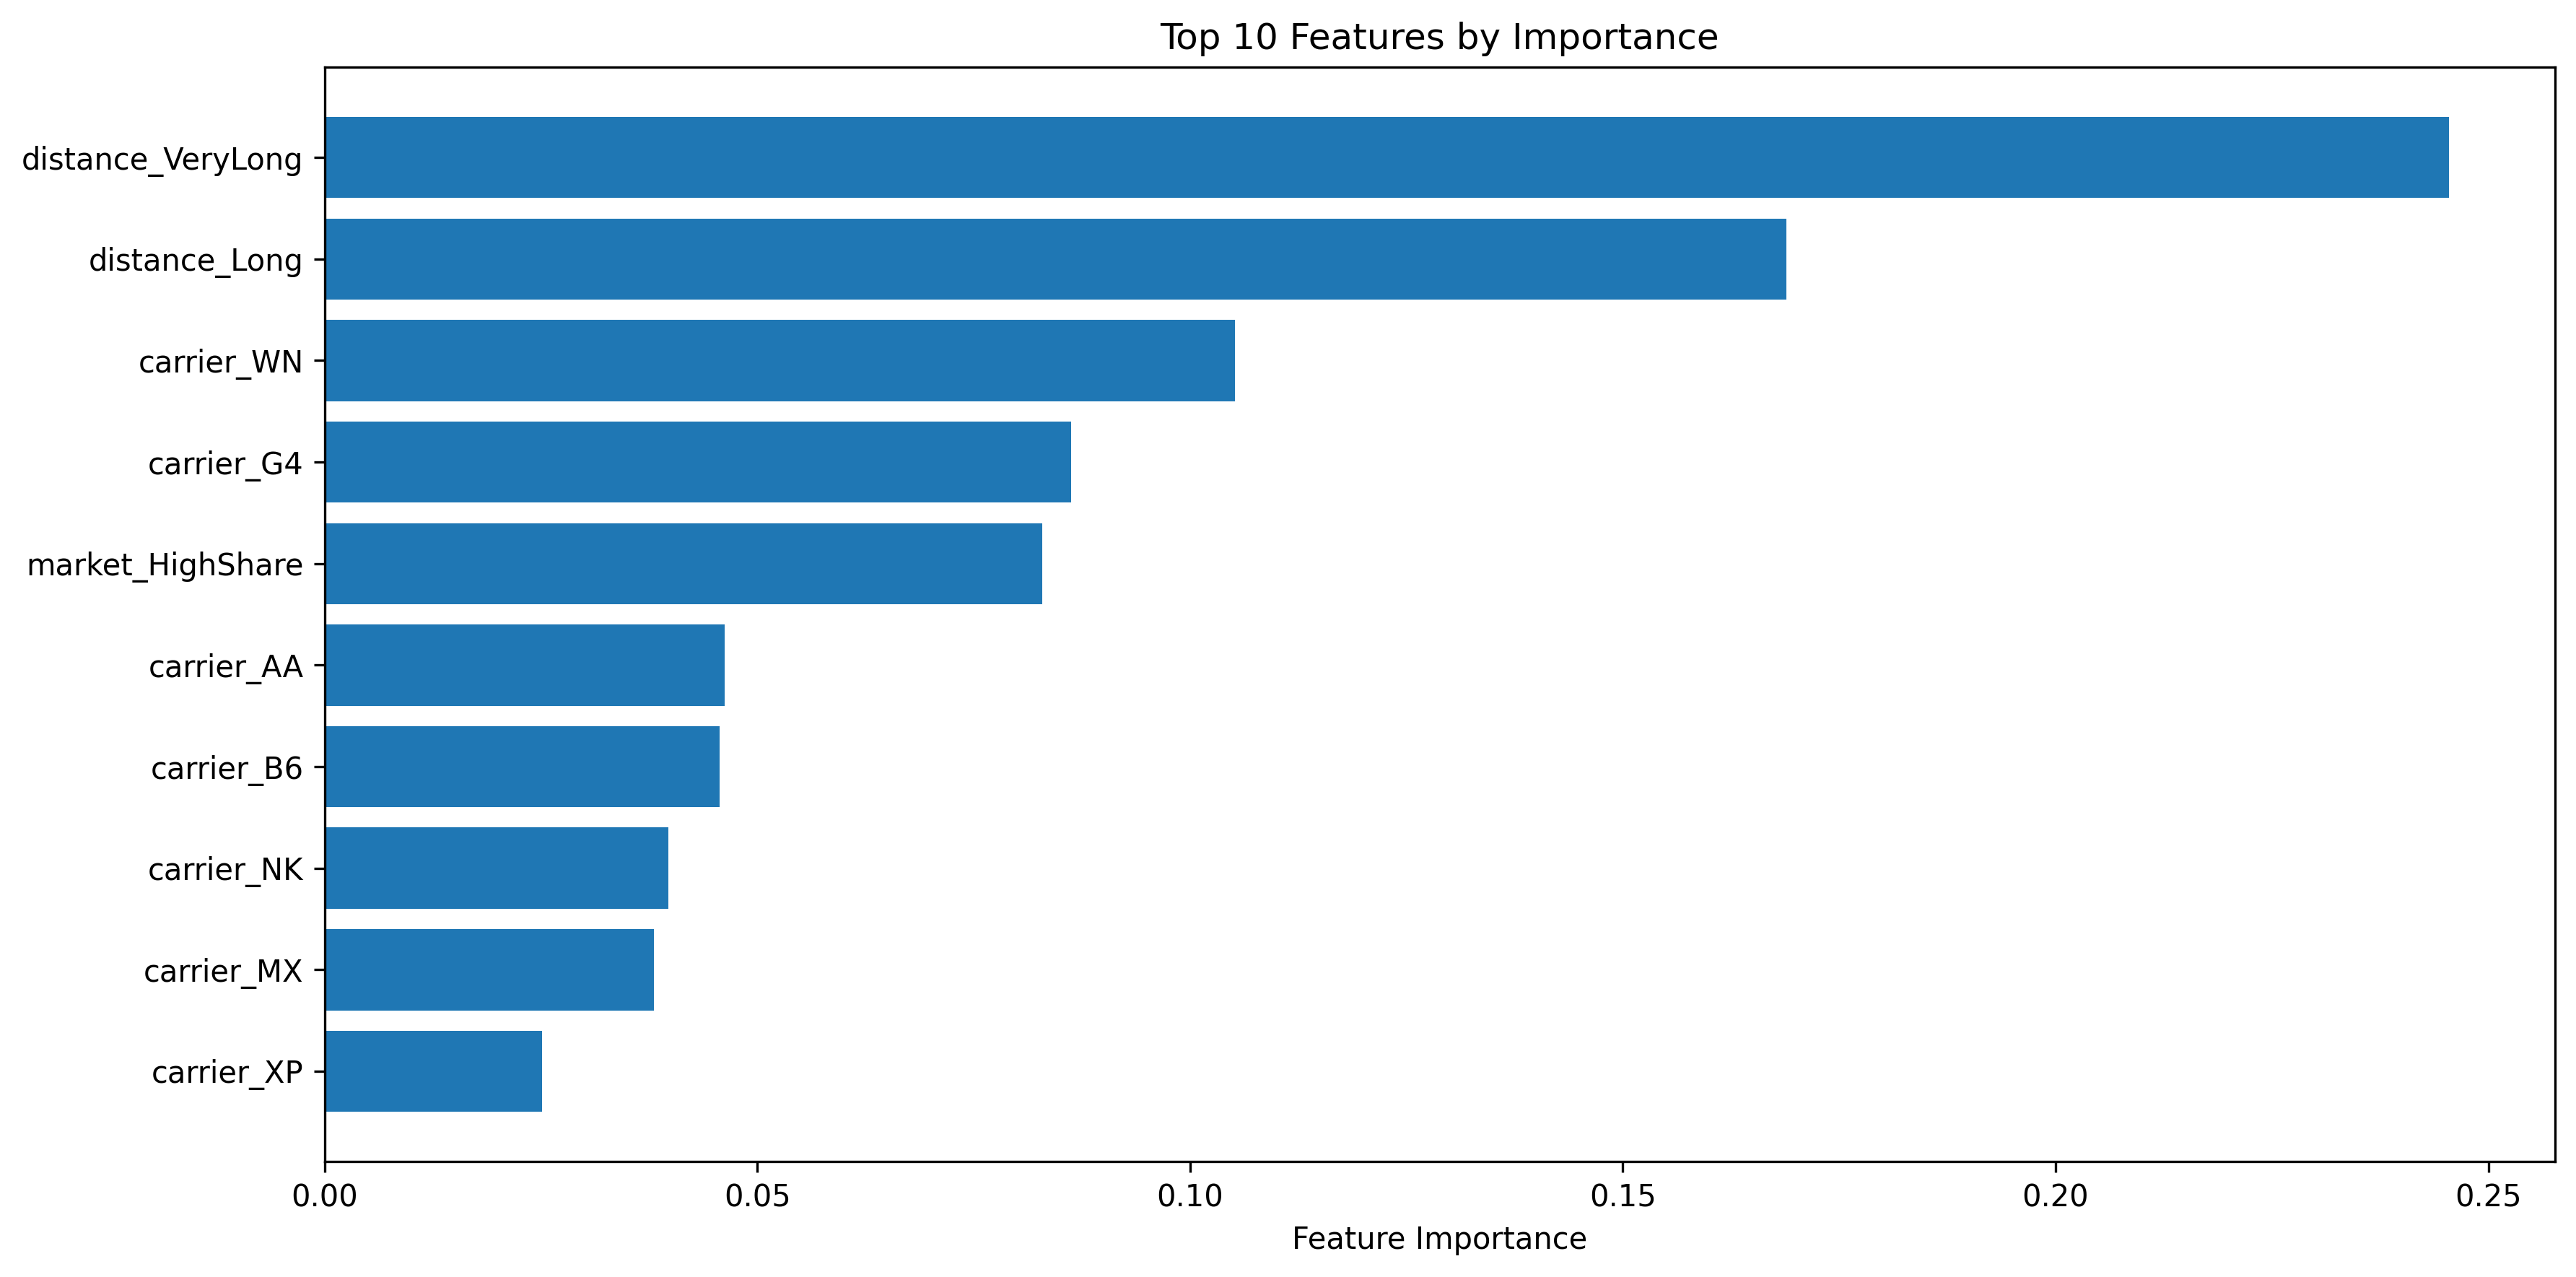 Top 10 Features by Importance
distance_VeryLong
distance_Long
carrier_WN
carrier_G4
market_HighShare
carrier_AA
carrier_B6
carrier_NK
carrier_MX
carrier_XP
0.00 0.05 0.10 0.15 0.20 0.25
Feature Importance